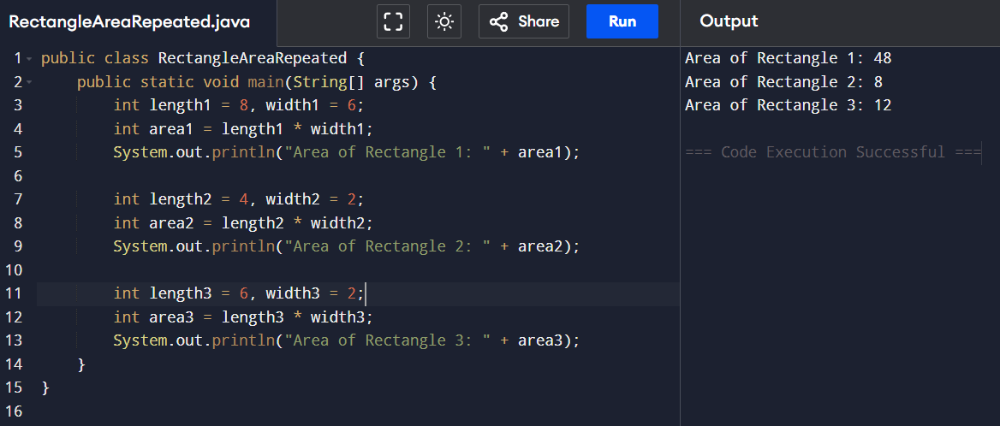 RectangleAreaRepeated.java
Share
Run
Output
1 public class RectangleAreaRepeated {
2     public static void main(String[] args) {
3         int length1 = 8, width1 = 6;
4         int area1 = length1 * width1;
5         System.out.println("Area of Rectangle 1: " + area1);
6
7         int length2 = 4, width2 = 2;
8         int area2 = length2 * width2;
9         System.out.println("Area of Rectangle 2: " + area2);
10
11         int length3 = 6, width3 = 2;
12         int area3 = length3 * width3;
13         System.out.println("Area of Rectangle 3: " + area3);
14     }
15 }
16
Area of Rectangle 1: 48
Area of Rectangle 2: 8
Area of Rectangle 3: 12
=== Code Execution Successful ===